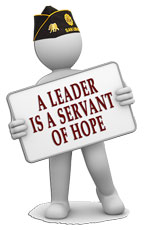 A LEADER
IS A SERVANT
OF HOPE